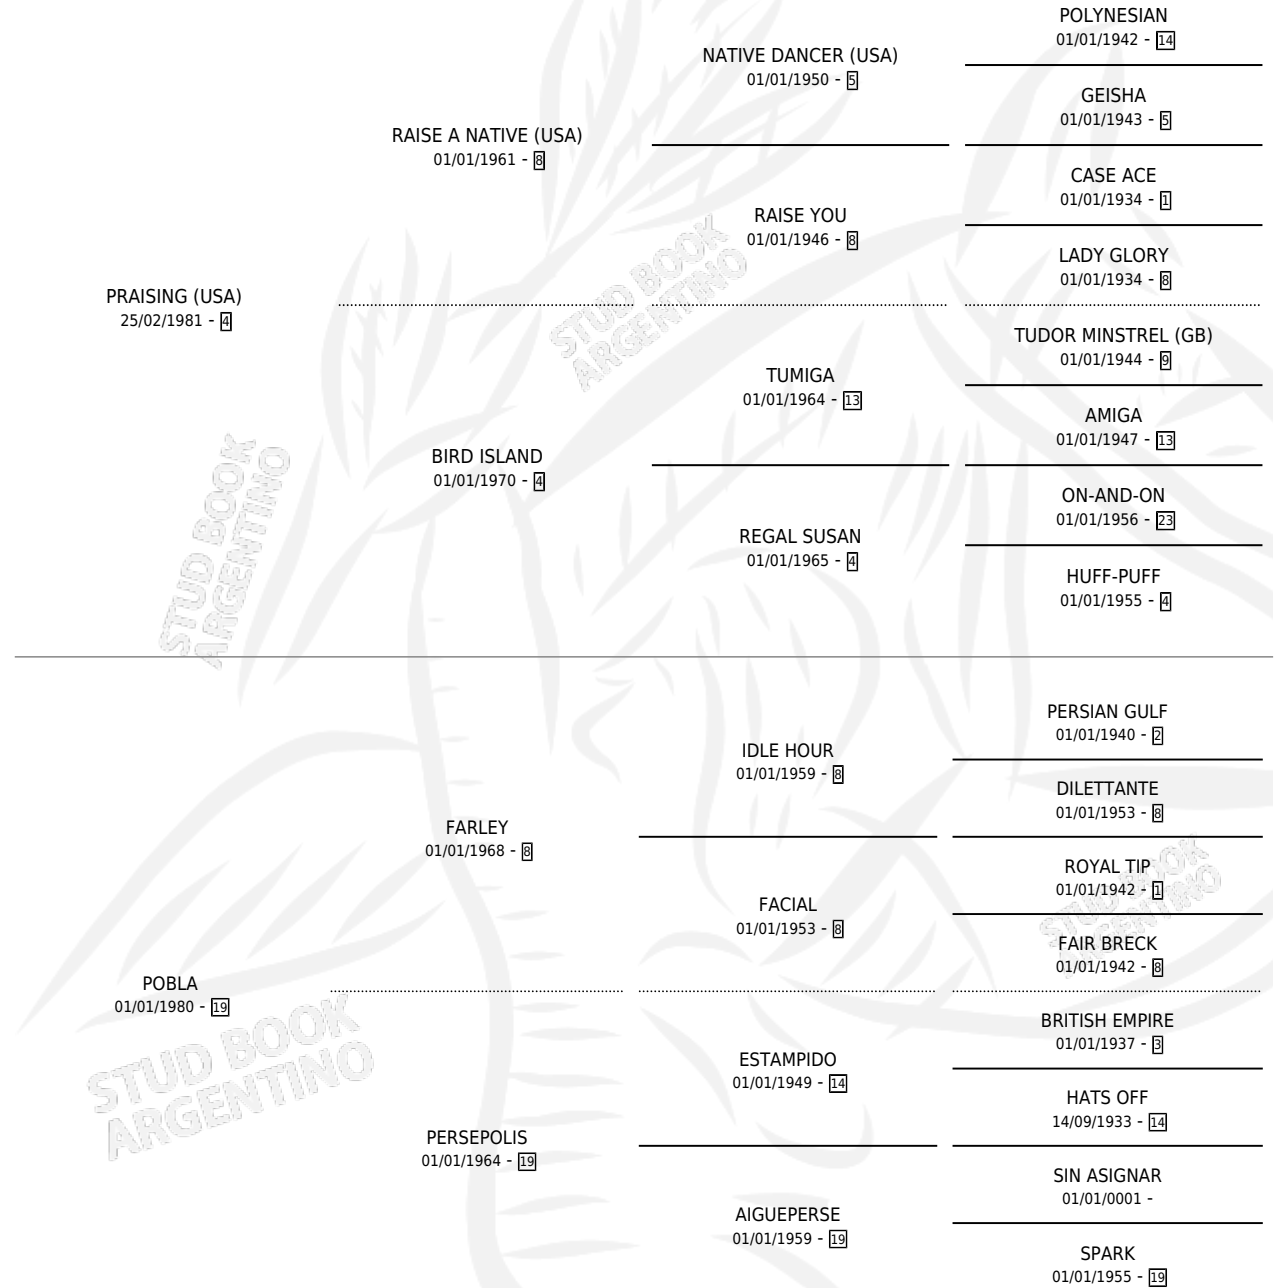 POLYNESIAN
01/01/1942 - 14
NATIVE DANCER (USA)
01/01/1950 - 5
GEISHA
01/01/1943 - 5
RAISE A NATIVE (USA)
01/01/1961 - 8
CASE ACE
01/01/1934 - 1
RAISE YOU
01/01/1946 - 8
LADY GLORY
01/01/1934 - 8
PRAISING (USA)
25/02/1981 - 4
TUDOR MINSTREL (GB)
01/01/1944 - 9
TUMIGA
01/01/1964 - 13
AMIGA
01/01/1947 - 13
BIRD ISLAND
01/01/1970 - 4
ON-AND-ON
01/01/1956 - 23
REGAL SUSAN
01/01/1965 - 4
HUFF-PUFF
01/01/1955 - 4
PERSIAN GULF
01/01/1940 - 2
IDLE HOUR
01/01/1959 - 8
DILETTANTE
01/01/1953 - 8
FARLEY
01/01/1968 - 8
ROYAL TIP
01/01/1942 - 1
FACIAL
01/01/1953 - 8
FAIR BRECK
01/01/1942 - 8
POBLA
01/01/1980 - 19
BRITISH EMPIRE
01/01/1937 - 3
ESTAMPIDO
01/01/1949 - 14
HATS OFF
14/09/1933 - 14
PERSEPOLIS
01/01/1964 - 19
SIN ASIGNAR
01/01/0001 -
AIGUEPERSE
01/01/1959 - 19
SPARK
01/01/1955 - 19
STUD BOOK
ARGENTINO
STUD BOOK
ARGENTINO
STUD BOOK
ARGENTINO
STUD BOOK
ARGENTINO